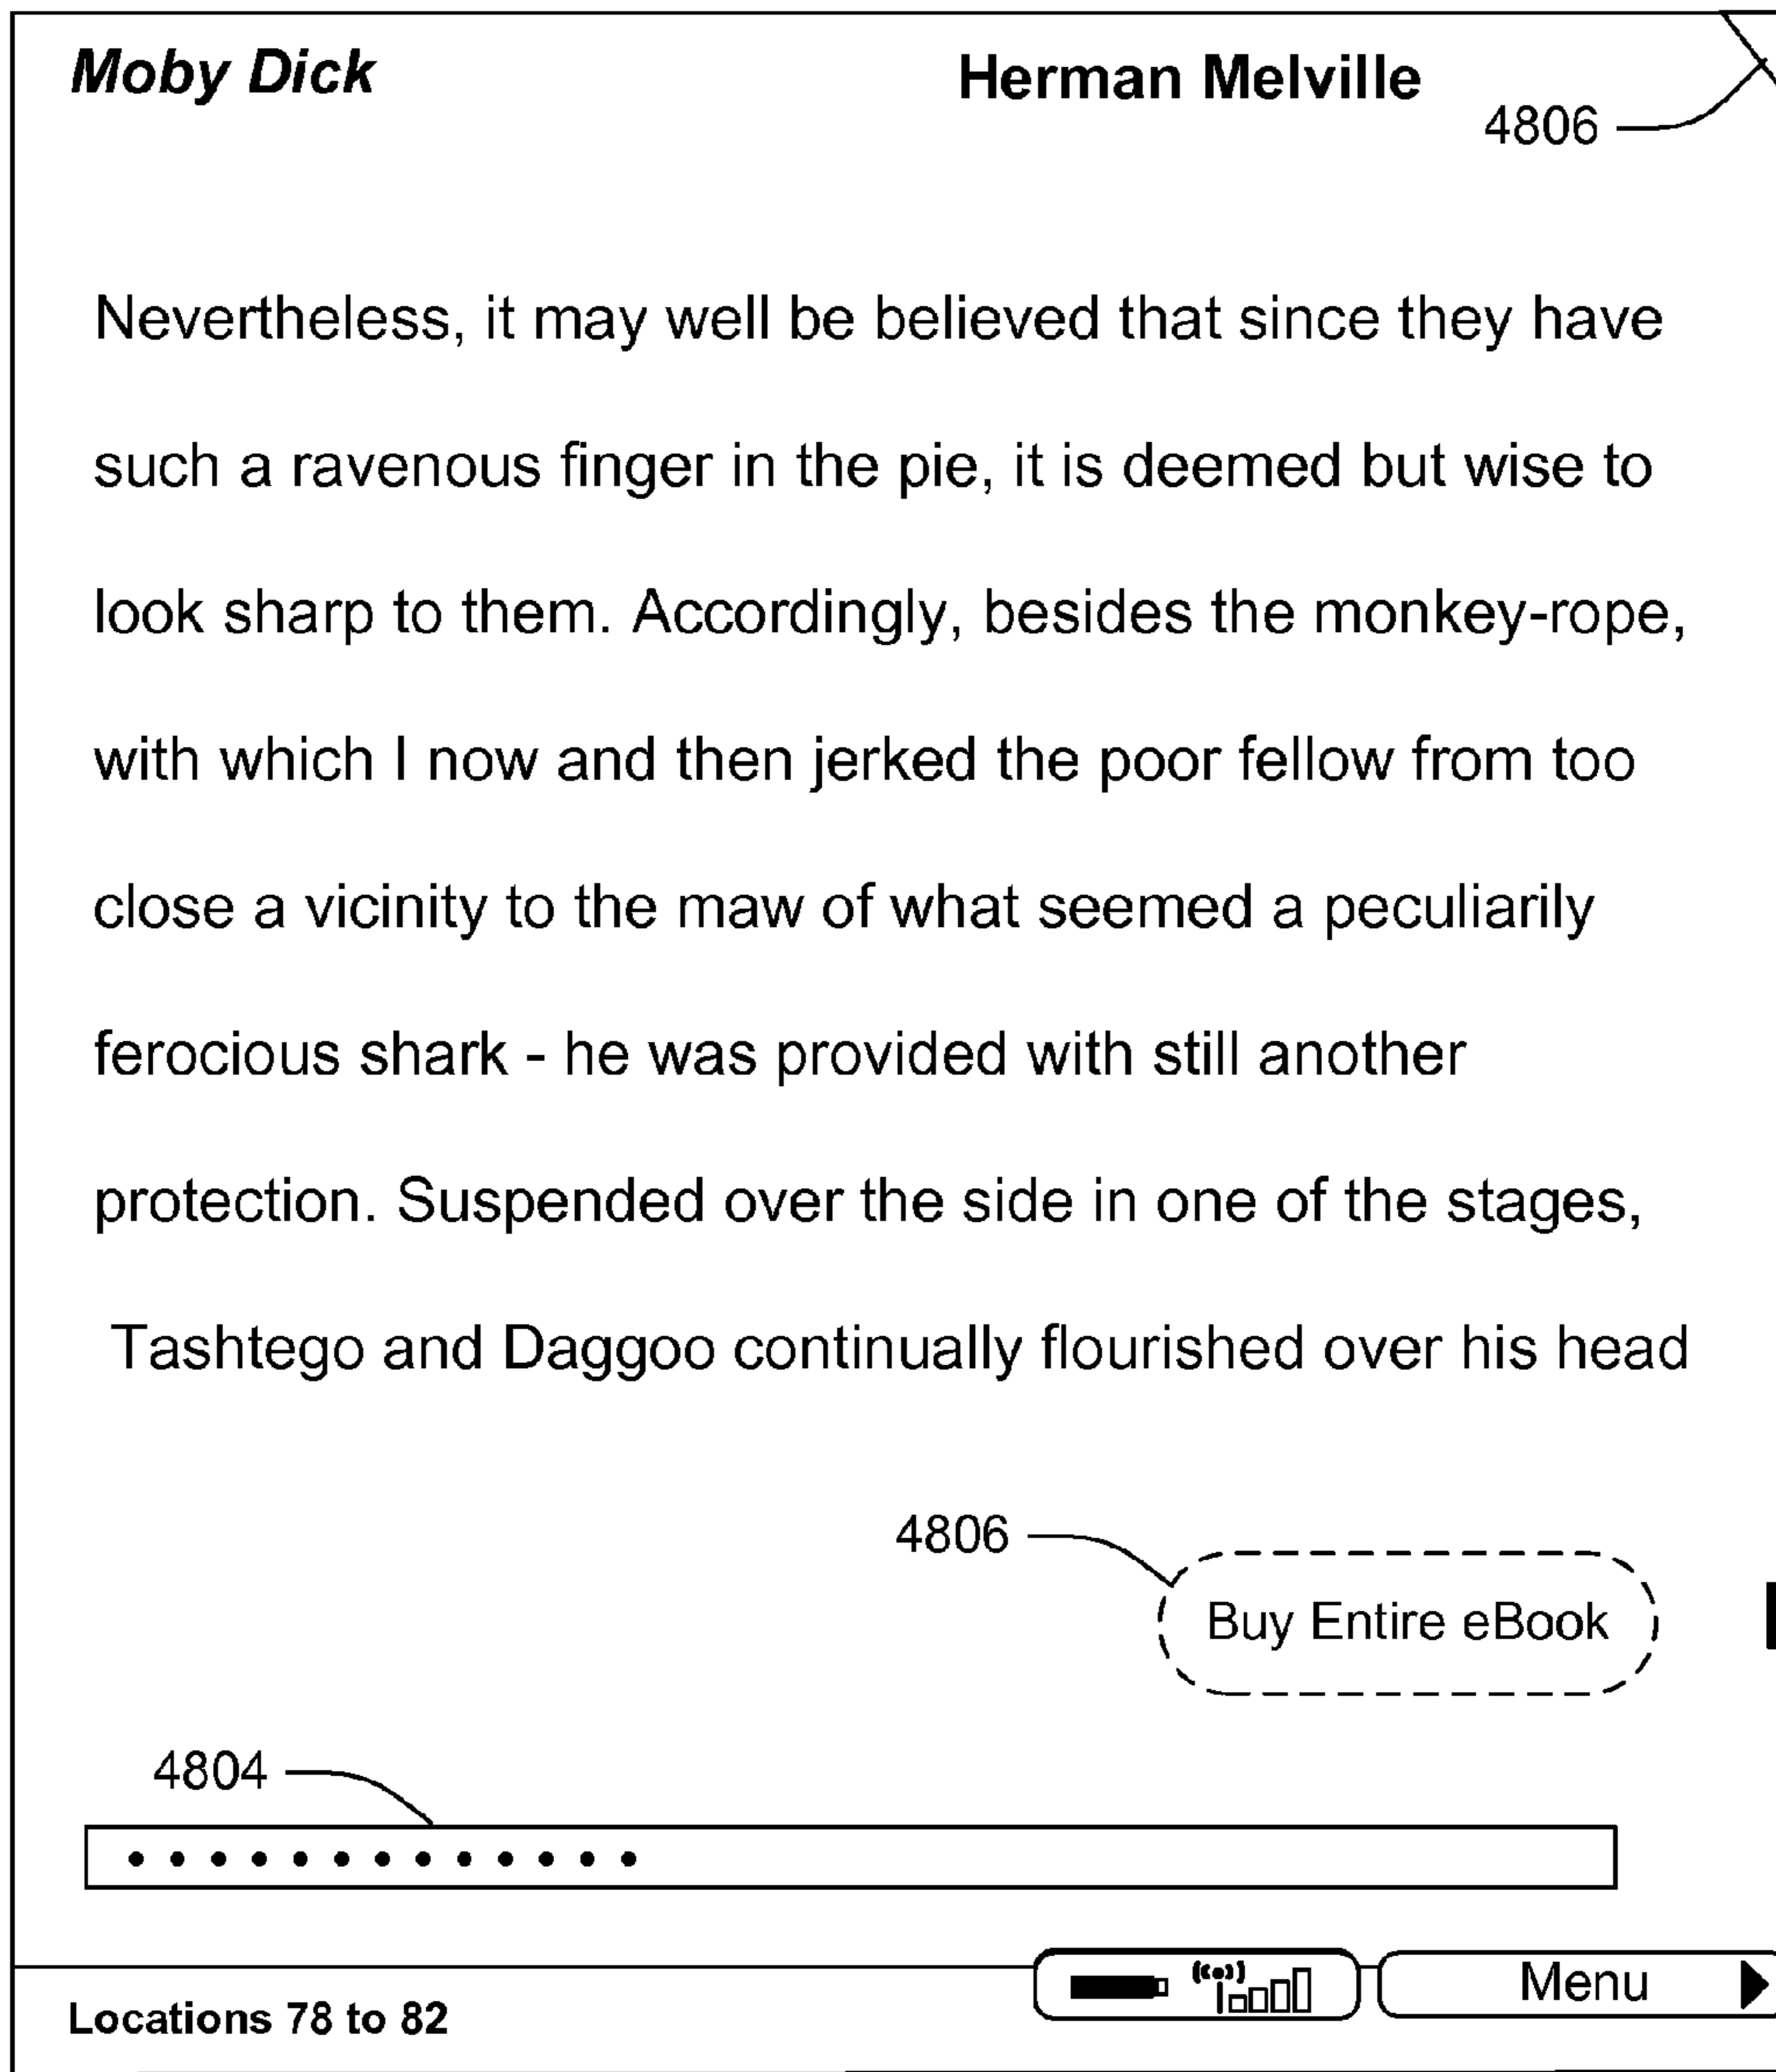 Moby Dick
Herman Melville
4806
Nevertheless, it may well be believed that since they have
such a ravenous finger in the pie, it is deemed but wise to
look sharp to them. Accordingly, besides the monkey-rope,
with which I now and then jerked the poor fellow from too
close a vicinity to the maw of what seemed a peculiarily
ferocious shark - he was provided with still another
protection. Suspended over the side in one of the stages,
Tashtego and Daggoo continually flourished over his head
4806
Buy Entire eBook
4804
Menu
Locations 78 to 82